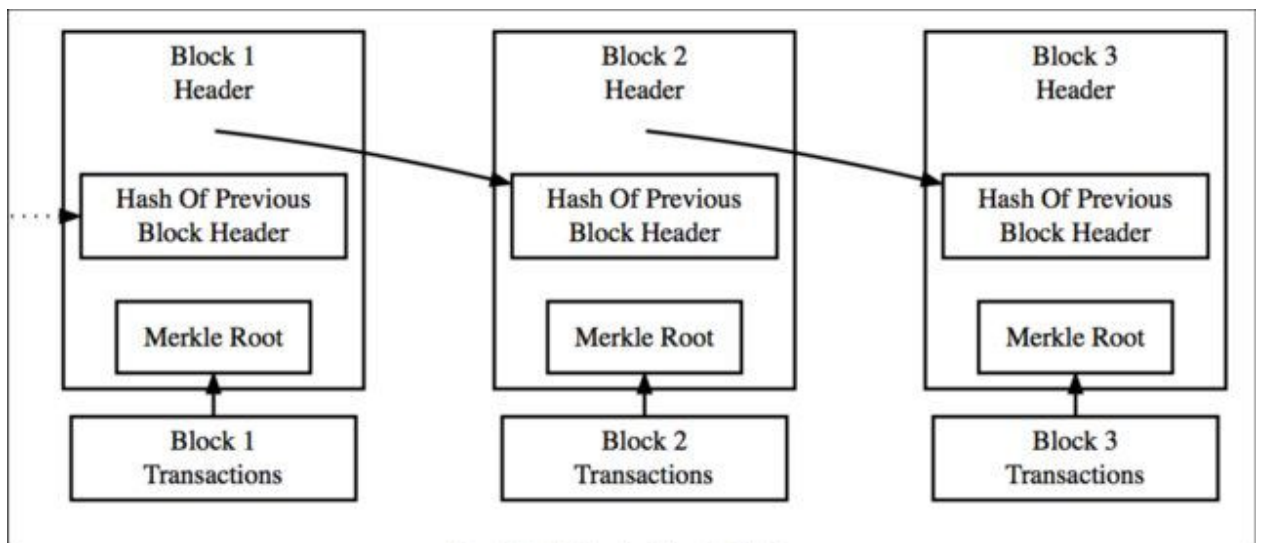 Block 1
Header
Hash Of Previous
Block Header
Merkle Root
Block 1
Transactions
Block 2
Header
Hash Of Previous
Block Header
Merkle Root
Block 2
Transactions
Block 3
Header
Hash Of Previous
Block Header
Merkle Root
Block 3
Transactions